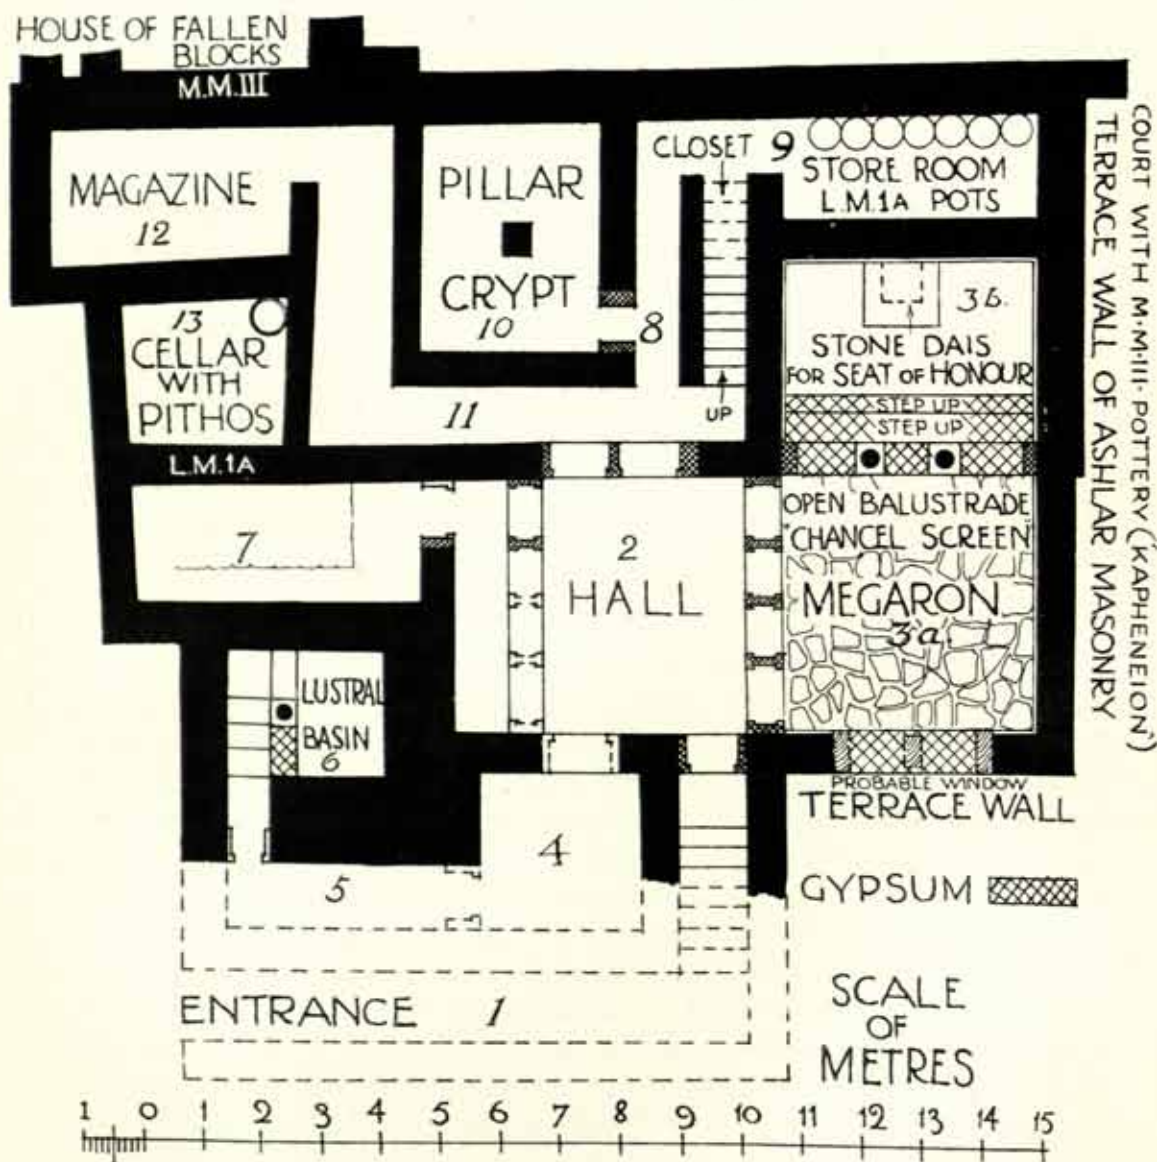 HOUSE OF FALLEN
BLOCKS
M.M.III
MAGAZINE
12
PILLAR
CRYPT
10
CLOSET 9
STORE ROOM
L.M.1A POTS
8
UP
3b.
STONE DAIS
FOR SEAT OF HONOUR
STEP UP
STEP UP
13
CELLAR
WITH
PITHOS
11
L.M.1A
7
2
HALL
OPEN BALUSTRADE
"CHANCEL SCREEN"
MEGARON
3a.
LUSTRAL
BASIN
6
PROBABLE WINDOW
TERRACE WALL
4
5
GYPSUM
ENTRANCE 1
SCALE
OF
METRES
1 0 1 2 3 4 5 6 7 8 9 10 11 12 13 14 15
COURT WITH M·M·III· POTTERY (KAPHENEION)
TERRACE WALL OF ASHLAR MASONRY